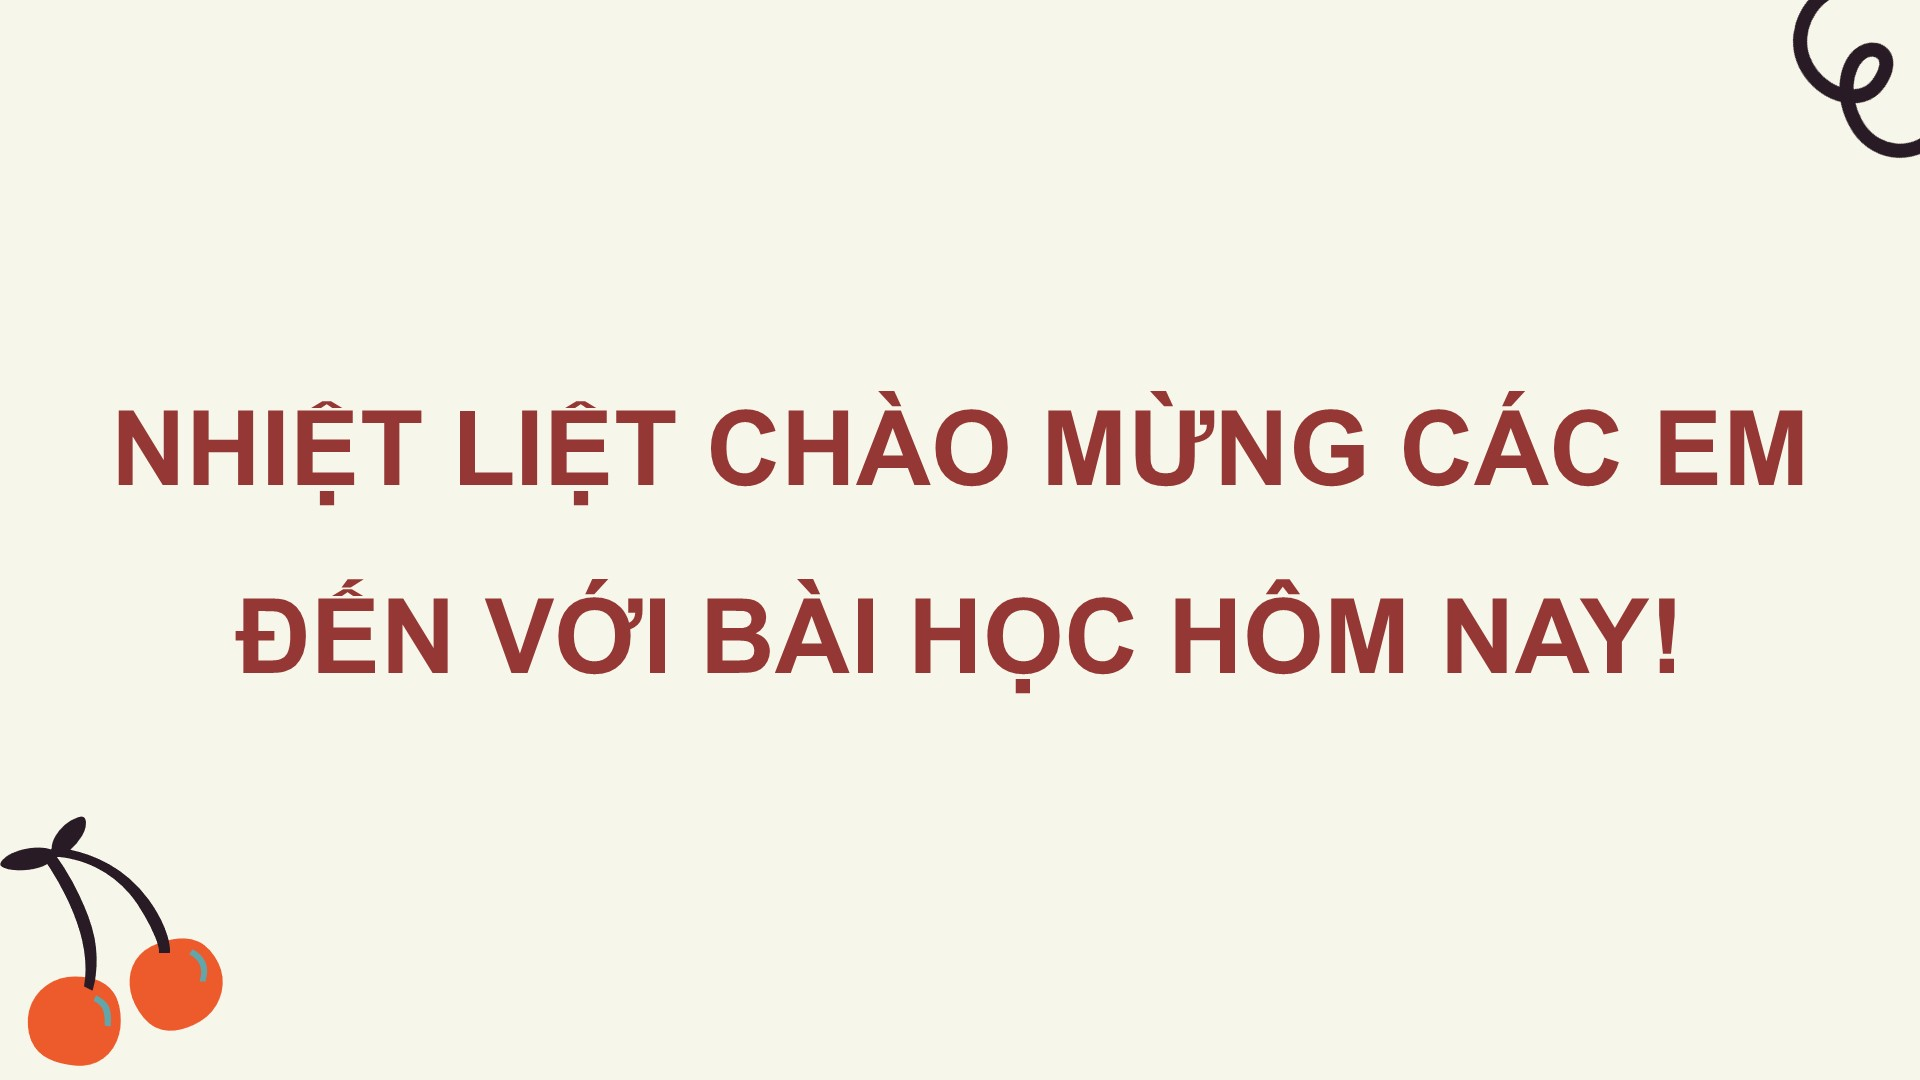 NHIỆT LIỆT CHÀO MỪNG CÁC EM
ĐẾN VỚI BÀI HỌC HÔM NAY!